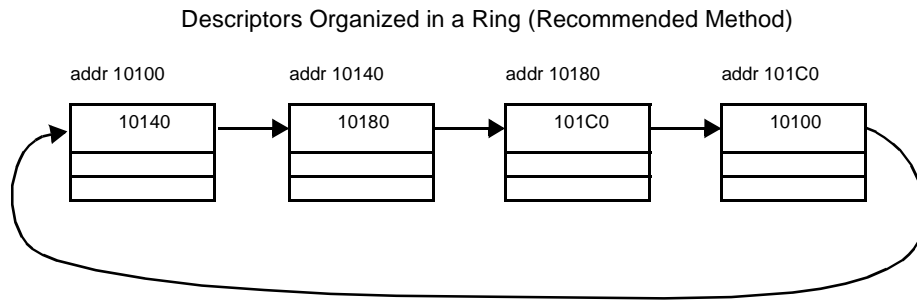 Descriptors Organized in a Ring (Recommended Method)
addr 10100 addr 10140 addr 10180 addr 101C0
10140 10180 101C0 10100